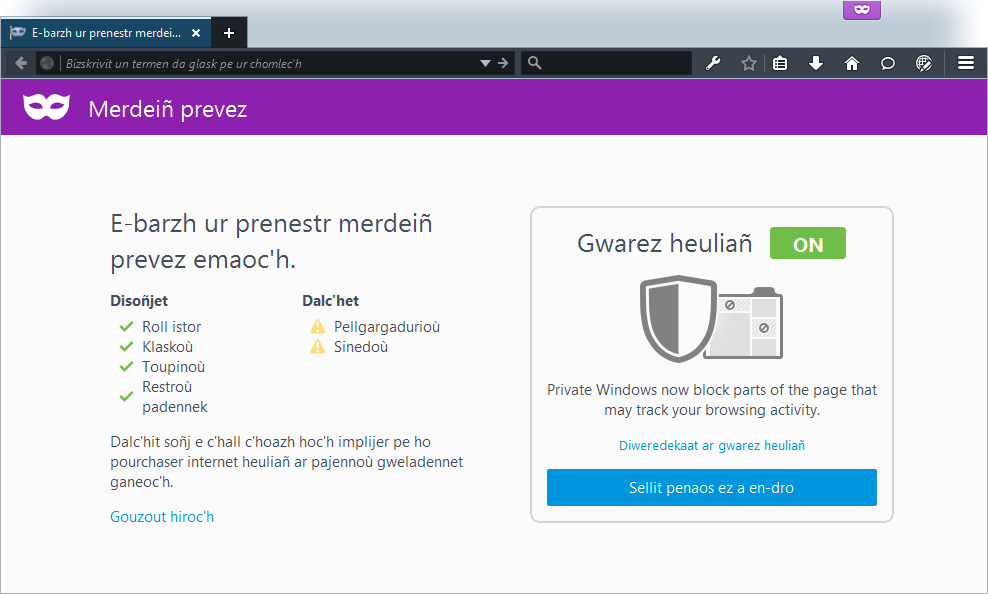 E-barzh ur prenestr merdei...
Bizskrivit un termen da glask pe ur chomlec'h
Merdeiñ prevez
E-barzh ur prenestr merdeiñ
prevez emaoc'h.
Disoñjet
Roll istor
Klaskoù
Toupinoù
Restroù
padennek
Dalc'het
Pellgargadurioù
Sinedoù
Dalc'hit soñj e c'hall c'hoazh hoc'h implijer pe ho
pourchaser internet heuliañ ar pajennoù gweladennet
ganeoc'h.
Gouzout hiroc'h
Gwarez heuliañ ON
Private Windows now block parts of the page that
may track your browsing activity.
Diweredekaat ar gwarez heuliañ
Sellit penaos ez a en-dro